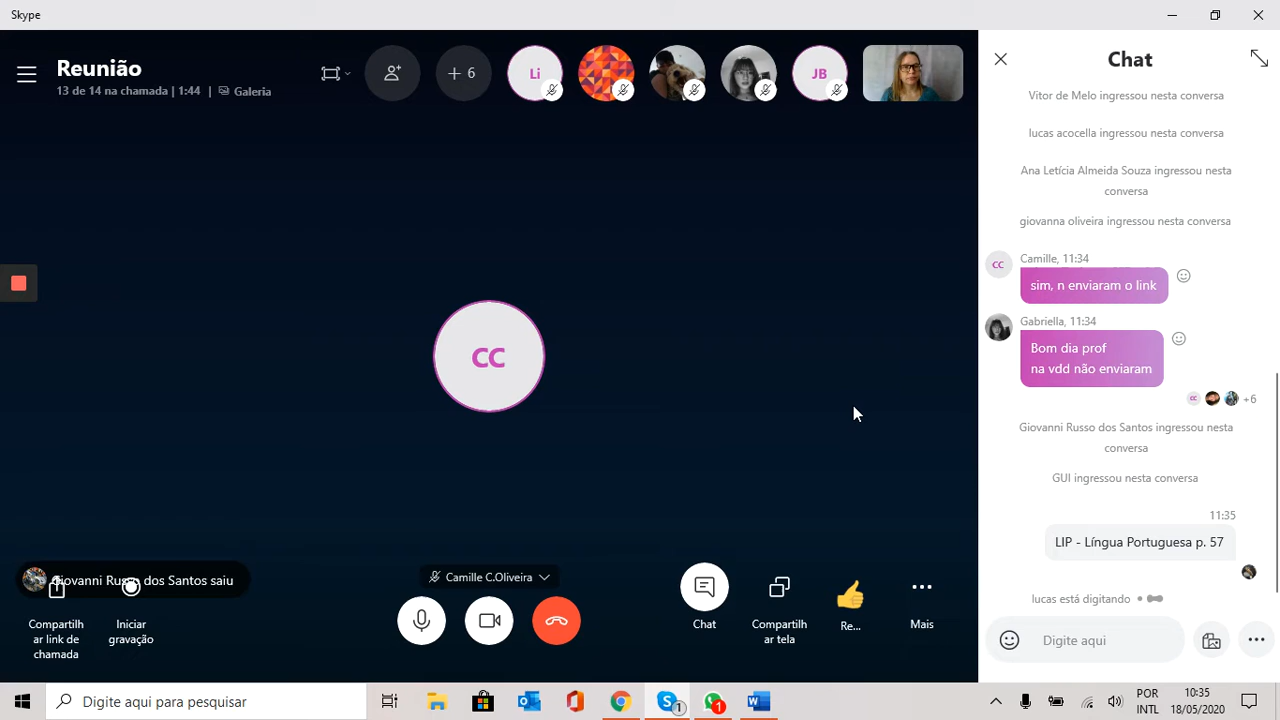 Skype
Reunião
13 de 14 na chamada | 1:44 Galeria
+ 6
Li
JB
CC
Giovanni Russo dos Santos saiu
Camille C.Oliveira
Compartilh
ar link de
chamada
Iniciar
gravação
Chat
Compartilh
ar tela
Re...
Mais
Chat
Vitor de Melo ingressou nesta conversa
lucas acocella ingressou nesta conversa
Ana Letícia Almeida Souza ingressou nesta
conversa
giovanna oliveira ingressou nesta conversa
CC
Camille, 11:34
sim, n enviaram o link
Gabriella, 11:34
Bom dia prof
na vdd não enviaram
CC +6
Giovanni Russo dos Santos ingressou nesta
conversa
GUI ingressou nesta conversa
11:35
LIP - Língua Portuguesa p. 57
lucas está digitando
Digite aqui
Digite aqui para pesquisar
1
1
POR
INTL
10:35
18/05/2020